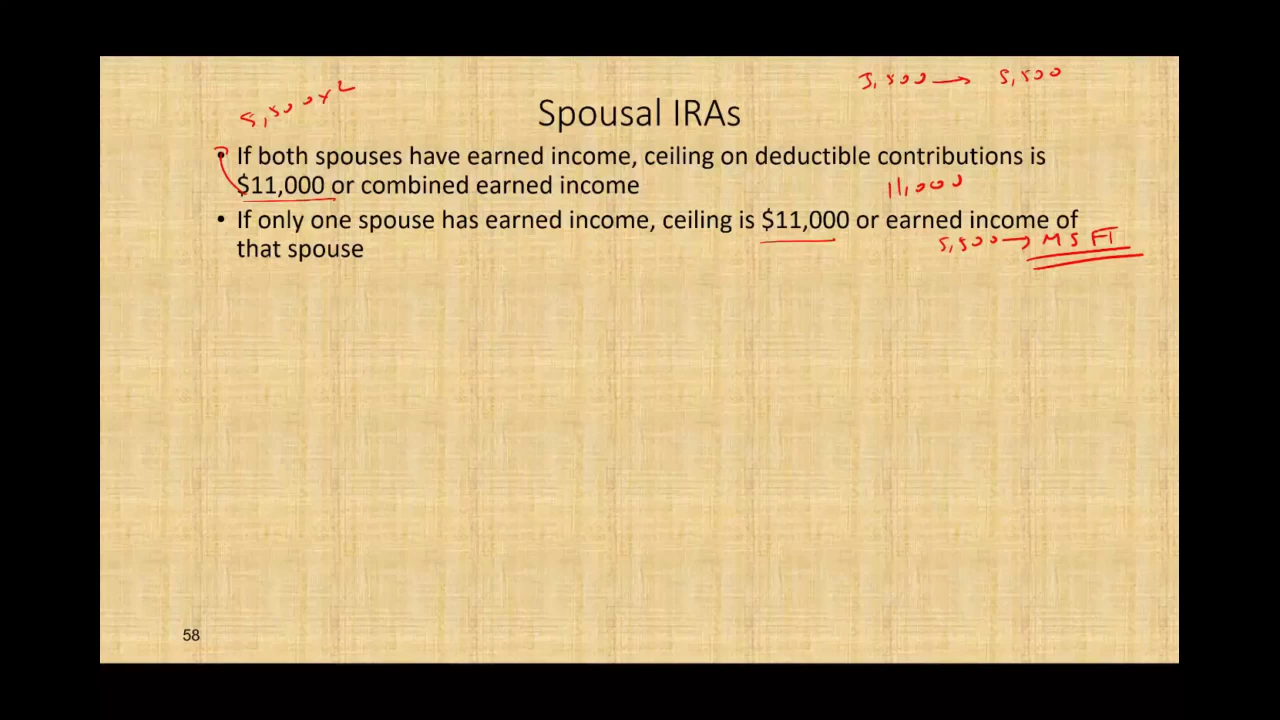 5,500 → 5,500
5,500 x 2
Spousal IRAs
• If both spouses have earned income, ceiling on deductible contributions is
$11,000 or combined earned income
11,000
• If only one spouse has earned income, ceiling is $11,000 or earned income of
that spouse
5,500 → MSFT
58